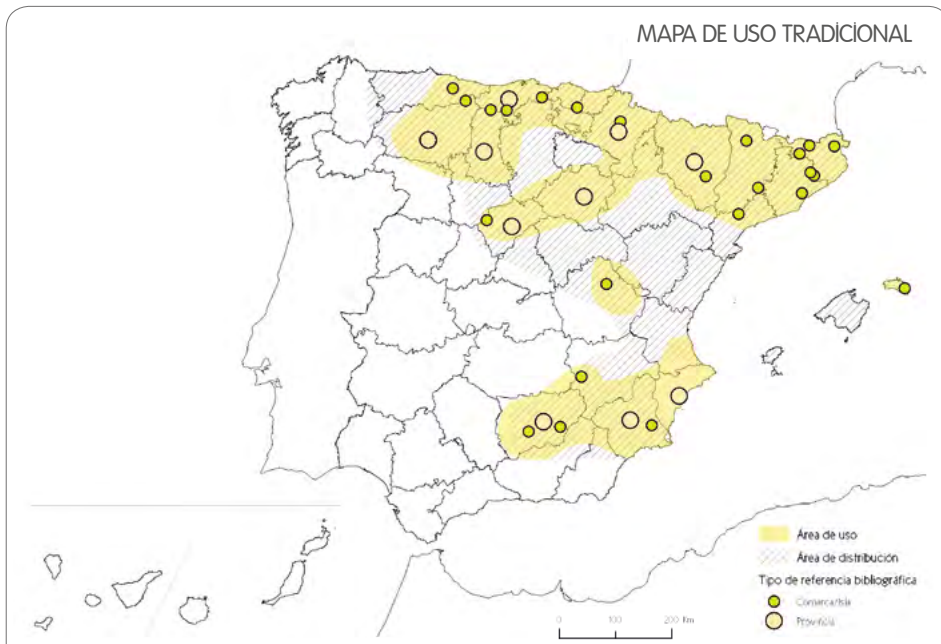 MAPA DE USO TRADICIONAL
Área de uso
Área de distribución
Tipo de referencia bibliográfica
Comarca/Isla
Provincia
0 100 200 Km